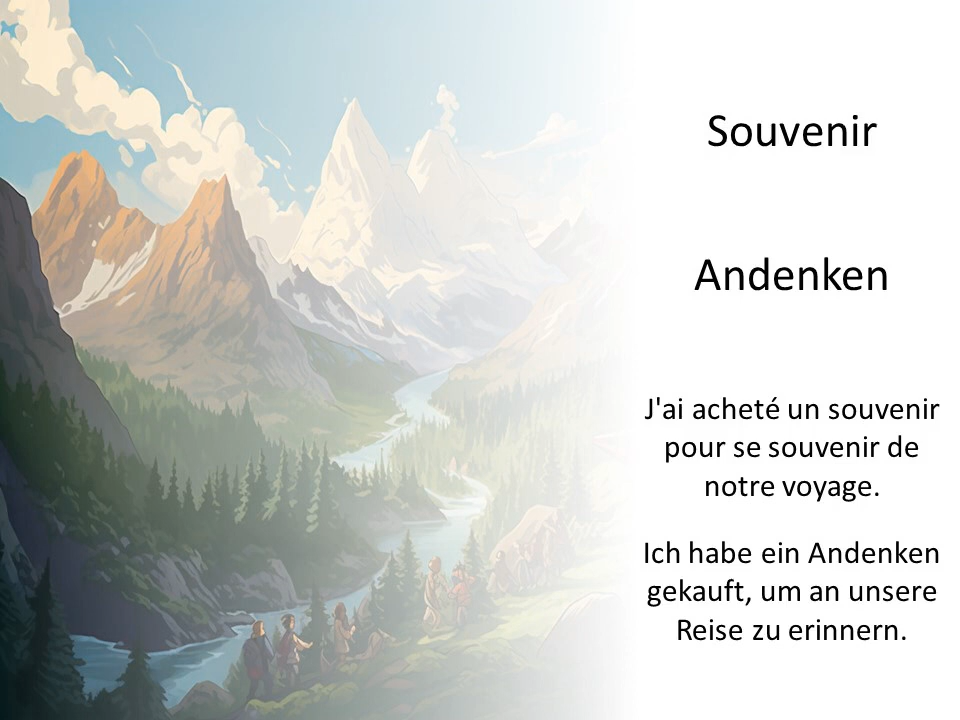 Souvenir
Andenken
J'ai acheté un souvenir
pour se souvenir de
notre voyage.
Ich habe ein Andenken
gekauft, um an unsere
Reise zu erinnern.